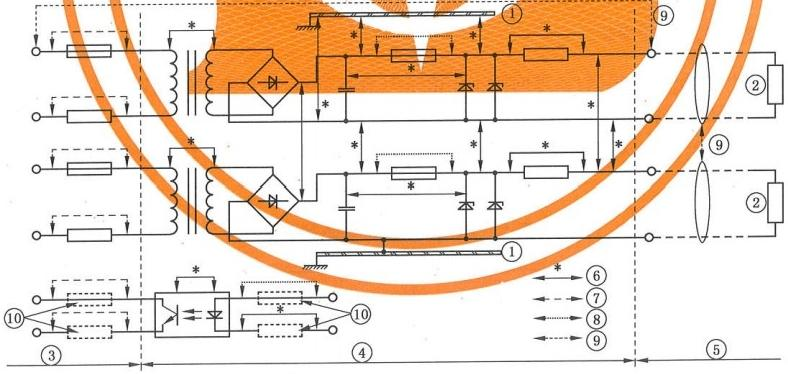 * ① ⑨
* * * *
* ②
* *
⑨
* * * *
* ②
*
①
* * ⑥
⑦
⑩ * ⑩ ⑧
⑨
③ ④ ⑤